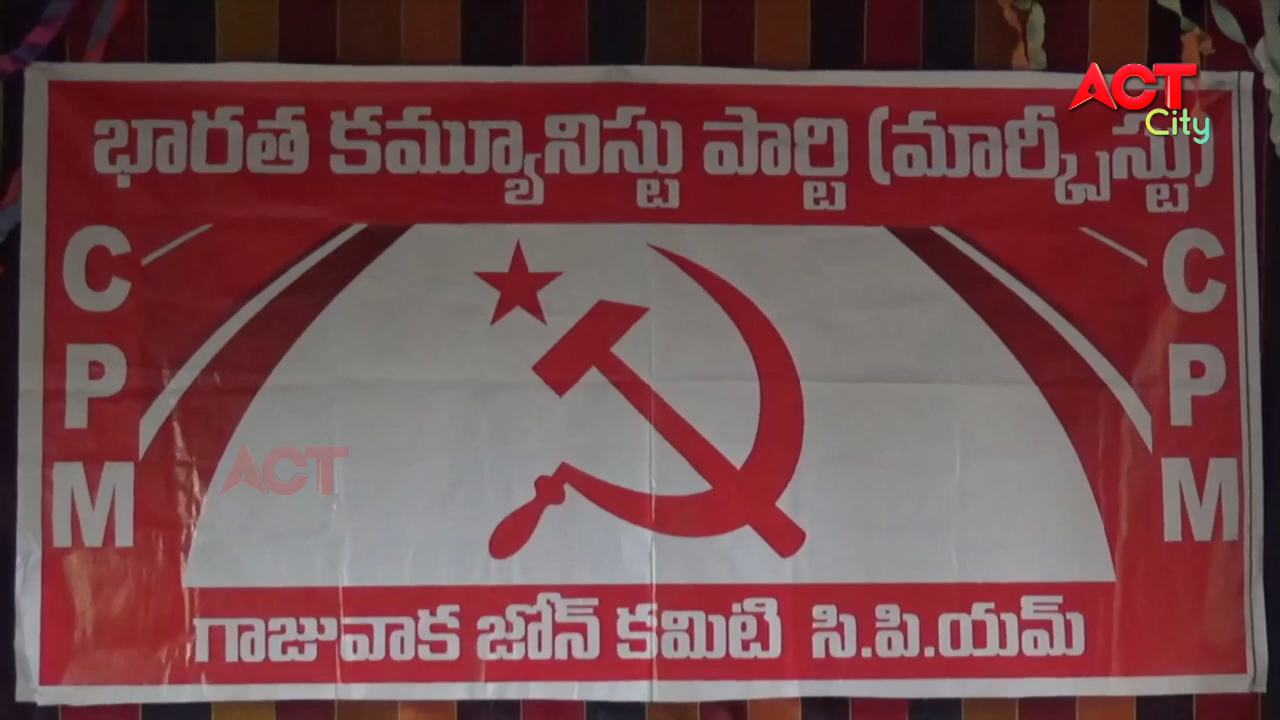 ACT
City
భారత కమ్యూనిస్టు పార్టి (మార్క్సిస్టు)
CPM
CPM
ACT
గాజువాక జోన్ కమిటి సి.పి.యమ్